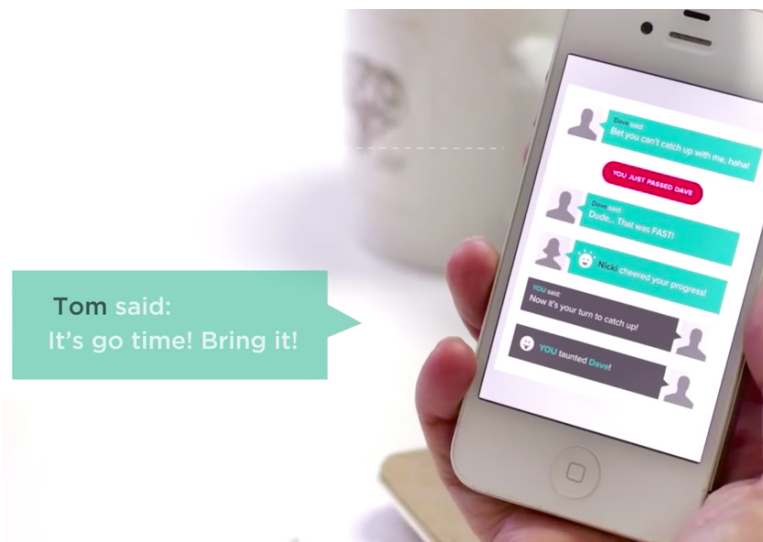 Tom said:
It's go time! Bring it!
Dave said:
Bet you can't catch up with me, haha!
YOU JUST PASSED DAVE
Dave said:
Dude... That was FAST!
Nicki cheered your progress!
YOU said:
Now it's your turn to catch up!
YOU taunted Dave!